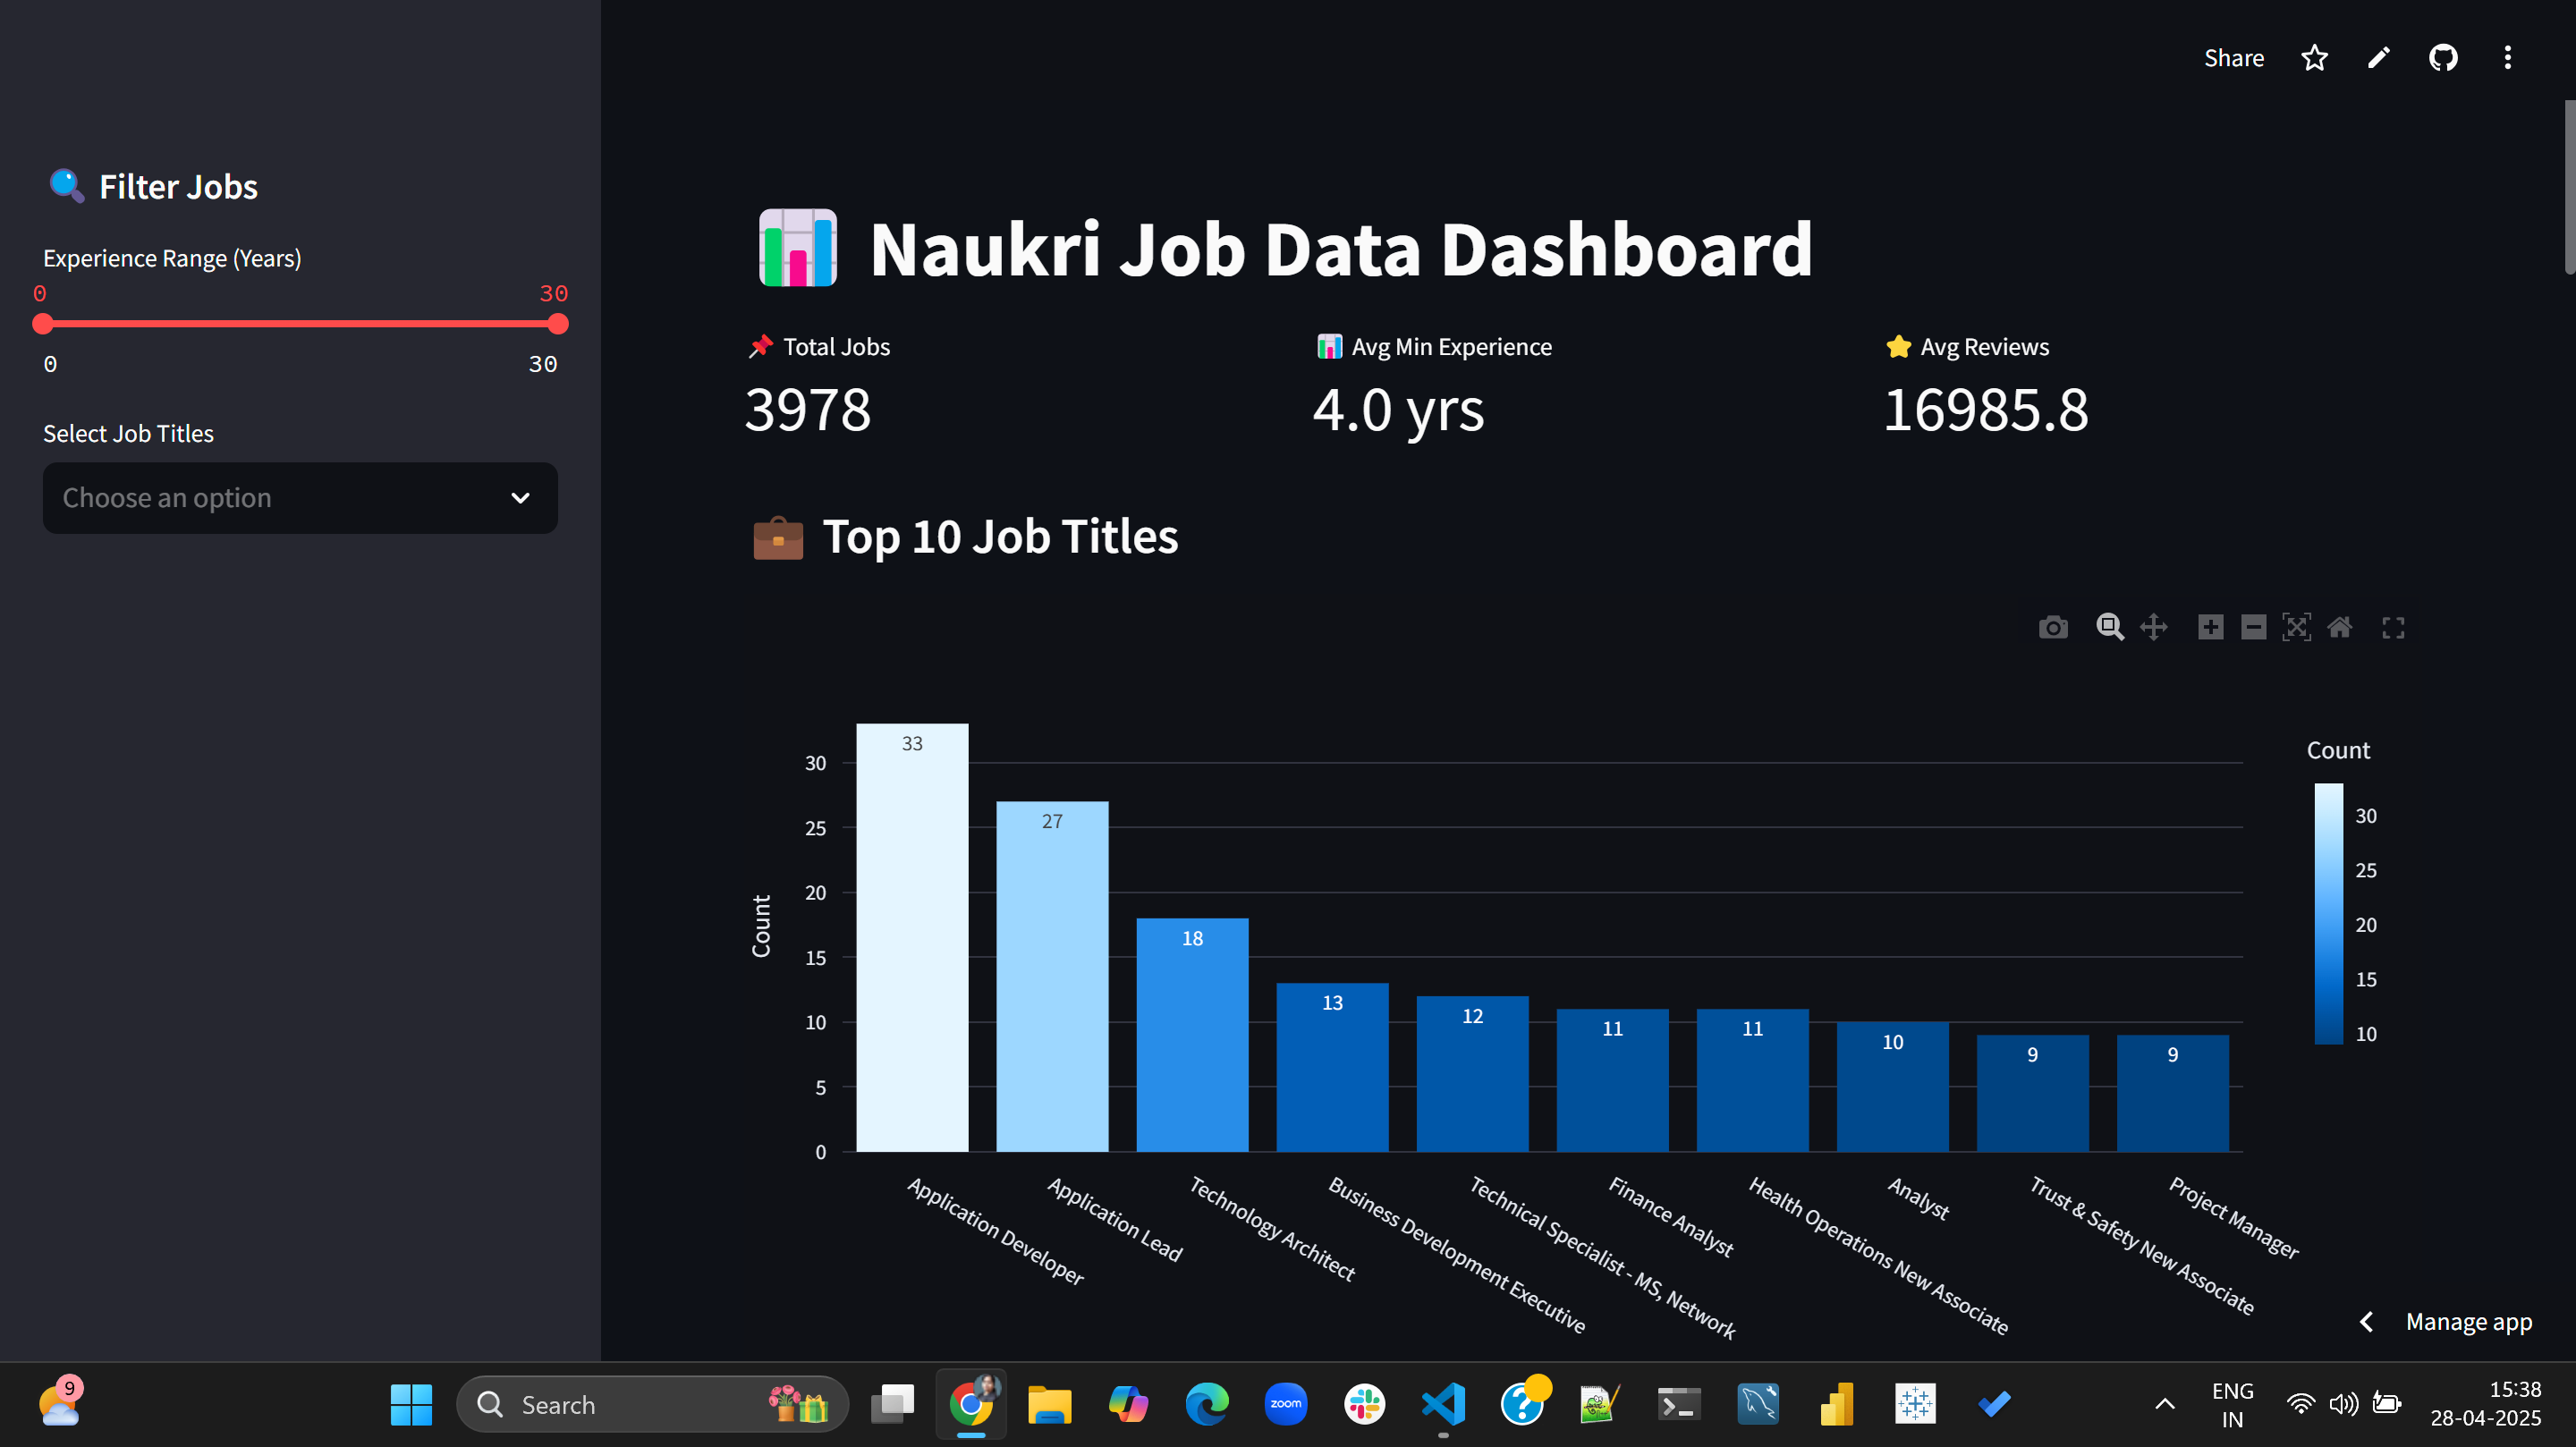 Share
Filter Jobs
Experience Range (Years)
0 30
0 30
Select Job Titles
Choose an option
Naukri Job Data Dashboard
Total Jobs
3978
Avg Min Experience
4.0 yrs
Avg Reviews
16985.8
Top 10 Job Titles
Count
30
25
20
15
10
5
0
33
27
18
13
12
11
11
10
9
9
Application Developer
Application Lead
Technology Architect
Business Development Executive
Technical Specialist - MS, Network
Finance Analyst
Health Operations New Associate
Analyst
Trust & Safety New Associate
Project Manager
Count
30
25
20
15
10
Manage app
9
Search
zoom
ENG
IN
15:38
28-04-2025